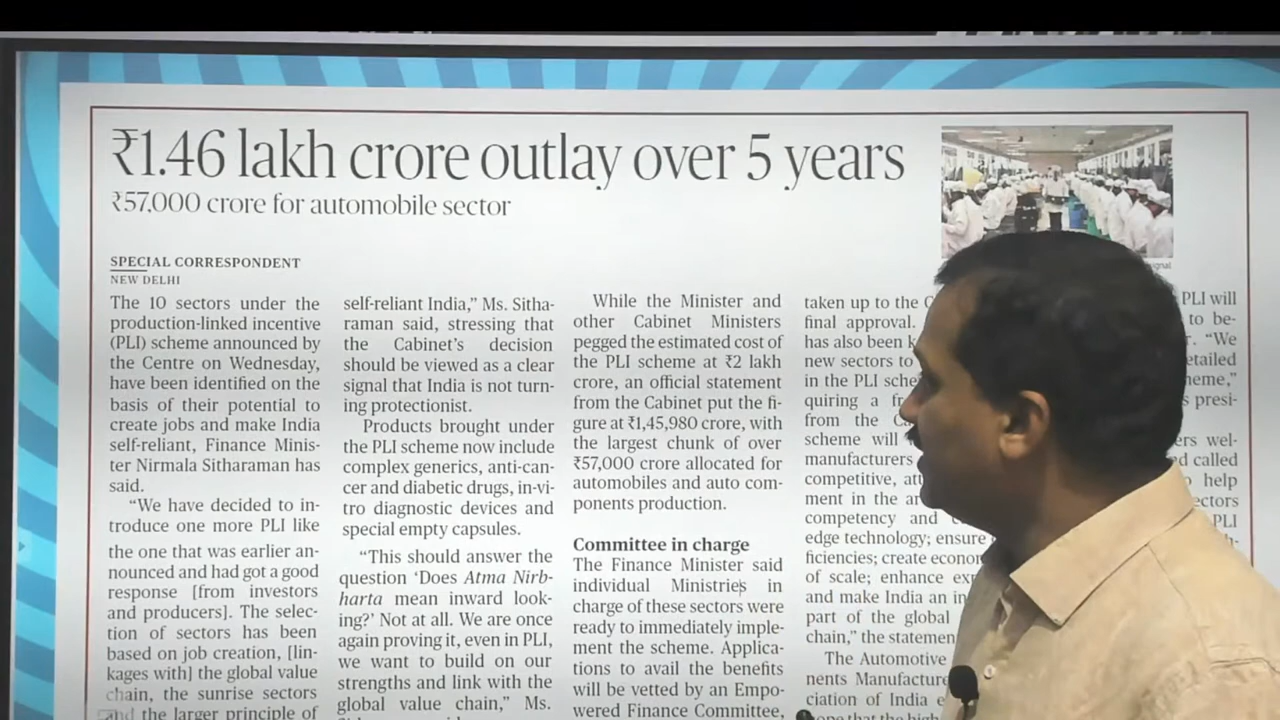 ₹1.46 lakh crore outlay over 5 years
₹57,000 crore for automobile sector
SPECIAL CORRESPONDENT
NEW DELHI
The 10 sectors under the
production-linked incentive
(PLI) scheme announced by
the Centre on Wednesday,
have been identified on the
basis of their potential to
create jobs and make India
self-reliant, Finance Minis-
ter Nirmala Sitharaman has
said.
“We have decided to in-
troduce one more PLI like
the one that was earlier an-
nounced and had got a good
response [from investors
and producers]. The selec-
tion of sectors has been
based on job creation, [lin-
kages with] the global value
chain, the sunrise sectors
and the larger principle of
self-reliant India,” Ms. Sitha-
raman said, stressing that
the Cabinet’s decision
should be viewed as a clear
signal that India is not turn-
ing protectionist.
Products brought under
the PLI scheme now include
complex generics, anti-can-
cer and diabetic drugs, in-vi-
tro diagnostic devices and
special empty capsules.
“This should answer the
question ‘Does Atma Nirb-
harta mean inward look-
ing?’ Not at all. We are once
again proving it, even in PLI,
we want to build on our
strengths and link with the
global value chain,” Ms.
While the Minister and
other Cabinet Ministers
pegged the estimated cost of
the PLI scheme at ₹2 lakh
crore, an official statement
from the Cabinet put the fi-
gure at ₹1,45,980 crore, with
the largest chunk of over
₹57,000 crore allocated for
automobiles and auto com-
ponents production.
Committee in charge
The Finance Minister said
individual Ministries in
charge of these sectors were
ready to immediately imple-
ment the scheme. Applica-
tions to avail the benefits
will be vetted by an Empo-
wered Finance Committee,
taken up to the
final approval.
has also been
new sectors to
in the PLI
quiring a
from the
scheme will
manufacturers
competitive,
ment in the
competency and
edge technology; ensure
ficiencies; create
of scale; enhance
and make India an
part of the global
chain,” the
The Automotive
nents
ciation of India
hope that the
PLI will
to be-
“We
presi-
wel-
called
help
PLI